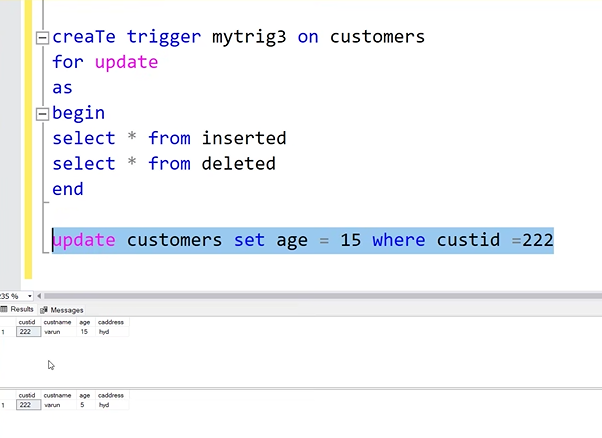 creaTe trigger mytrig3 on customers
for update
as
begin
select * from inserted
select * from deleted
end
update customers set age = 15 where custid =222
235 %
Results Messages
custid custname age caddress
1 222 varun 15 hyd
custid custname age caddress
1 222 varun 5 hyd